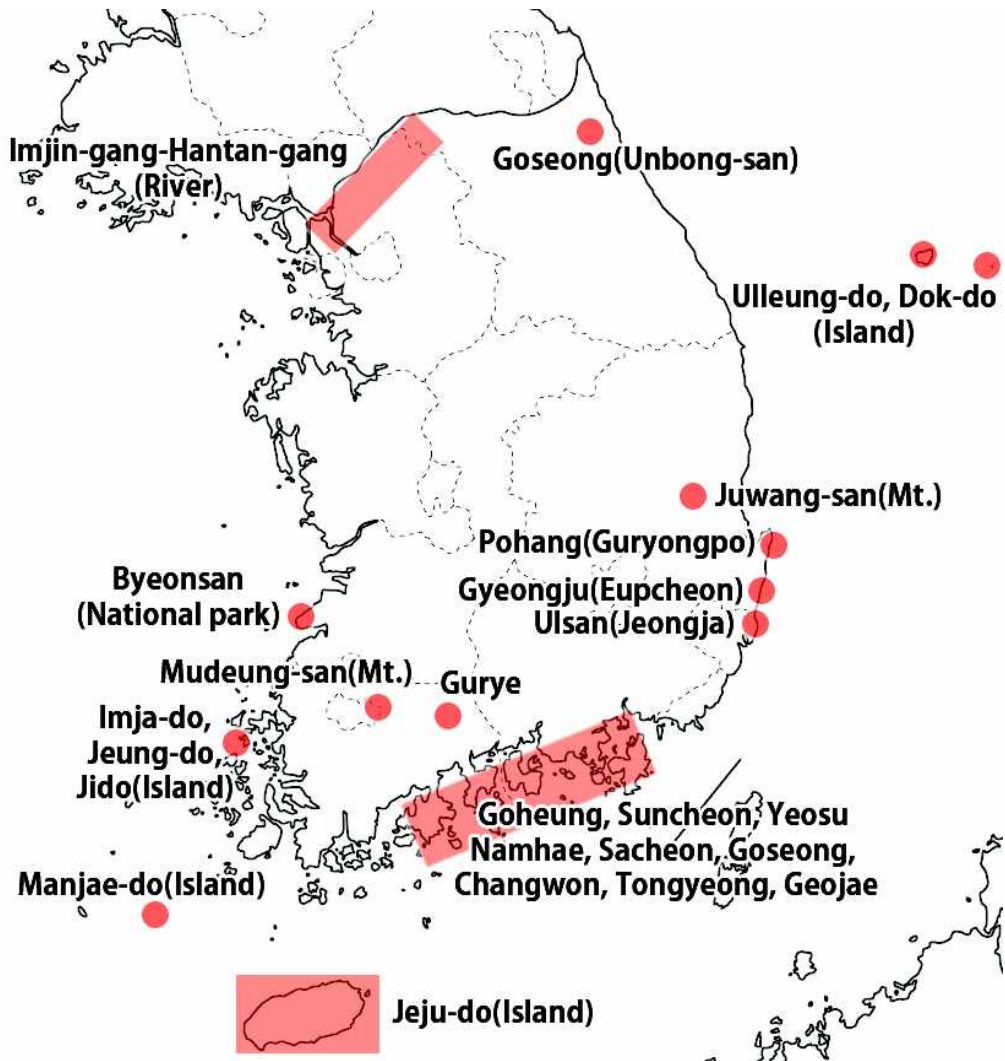 Imjin-gang-Hantan-gang
(River)
Goseong(Unbong-san)
Ulleung-do, Dok-do
(Island)
Juwang-san(Mt.)
Pohang(Guryongpo)
Gyeongju(Eupcheon)
Ulsan(Jeongja)
Byeonsan
(National park)
Mudeung-san(Mt.)
Gurye
Imja-do,
Jeung-do,
Jido(Island)
Goheung, Suncheon, Yeosu
Namhae, Sacheon, Goseong,
Changwon, Tongyeong, Geojae
Manjae-do(Island)
Jeju-do(Island)